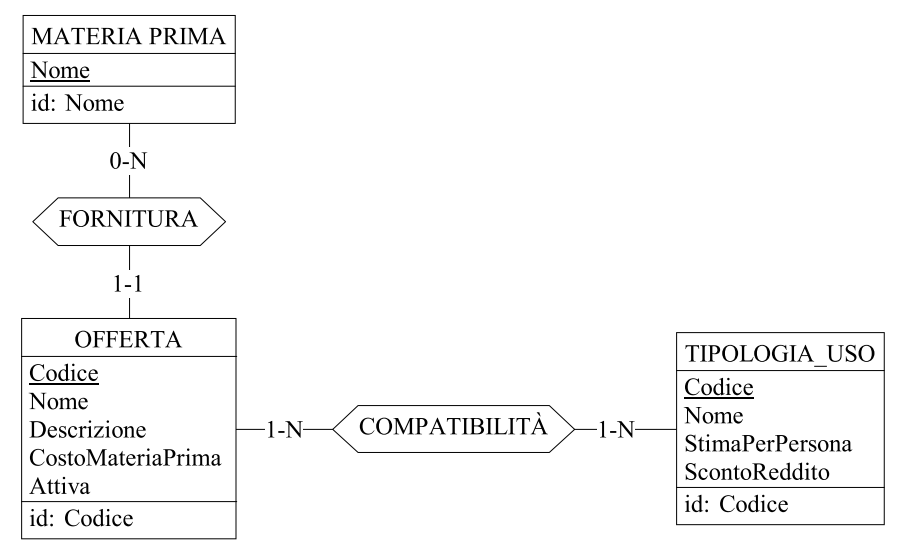 MATERIA PRIMA
Nome
id: Nome
0-N
FORNITURA
1-1
OFFERTA
Codice
Nome
Descrizione
CostoMateriaPrima
Attiva
id: Codice
1-N
COMPATIBILITÀ
1-N
TIPOLOGIA_USO
Codice
Nome
StimaPerPersona
ScontoReddito
id: Codice